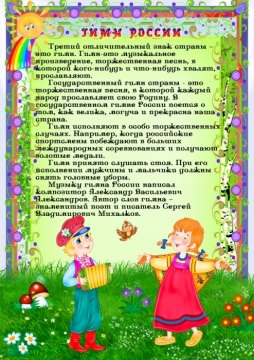 ГИМН РОССИИ
Третий отличительный знак страны -
это гимн. Гимн-это музыкальное
произведение, торжественная песнь, в
которой кого-нибудь и что-нибудь хвалят,
прославляют.
Государственный гимн страны - это
торжественная песнь, в которой каждый
народ прославляет свою Родину. В
государственном гимне России поется о
том, как велика, могуча и прекрасна наша
страна.
Гимн исполняют в особо торжественных
случаях. Например, когда российские
спортсмены побеждают в больших
международных соревнованиях и получают
золотые медали.
Гимн принято слушать стоя. При его
исполнении мужчины и мальчики должны
снять головные уборы.
Музыку гимна России написал
композитор Александр Васильевич
Александров. Автор слов гимна -
знаменитый поэт и писатель Сергей
Владимирович Михалков.